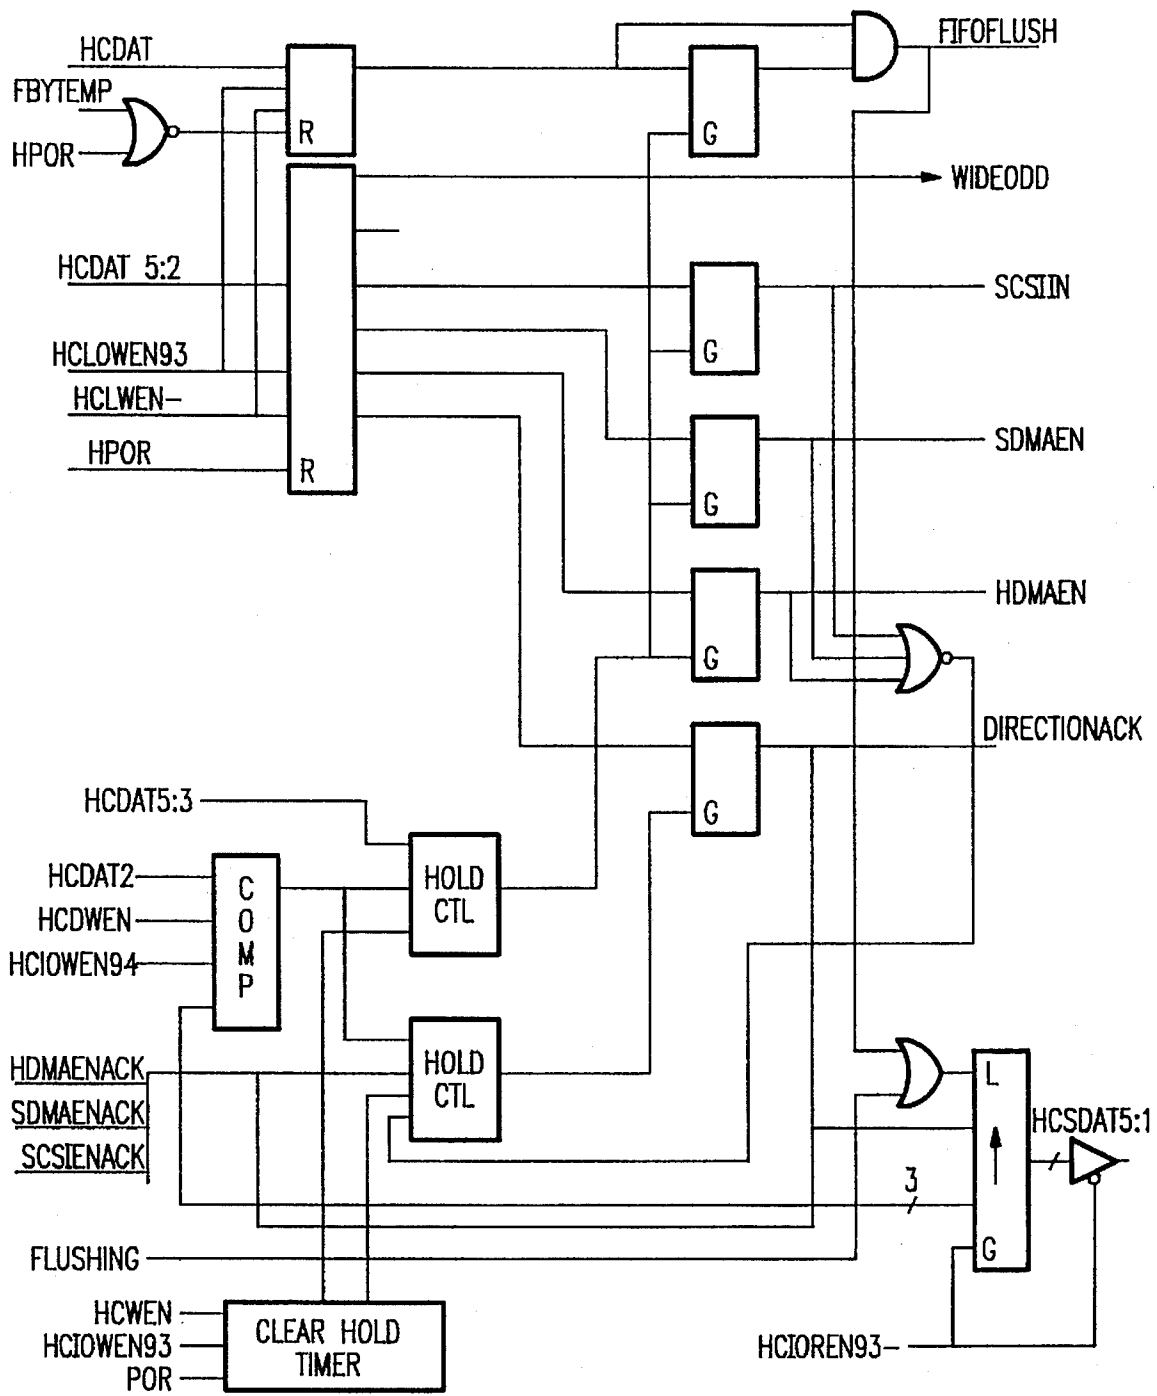 HCDAT
FIFOFLUSH
FBYTEMP
R
G
HPOR
WIDEODD
HCDAT 5:2
SCSIIN
HCLOWEN93
G
HCLWEN-
SDMAEN
HPOR
R
G
HDMAEN
G
DIRECTIONACK
HCDAT5:3
G
HCDAT2
COMP
HOLD
CTL
HCDWEN
HCIOWEN94
HDMAENACK
HOLD
CTL
L
SDMAENACK
HCSDAT5:1
SCSIENACK
3
FLUSHING
G
HCWEN
CLEAR HOLD
TIMER
HCIOWEN93
HCIOREN93-
POR